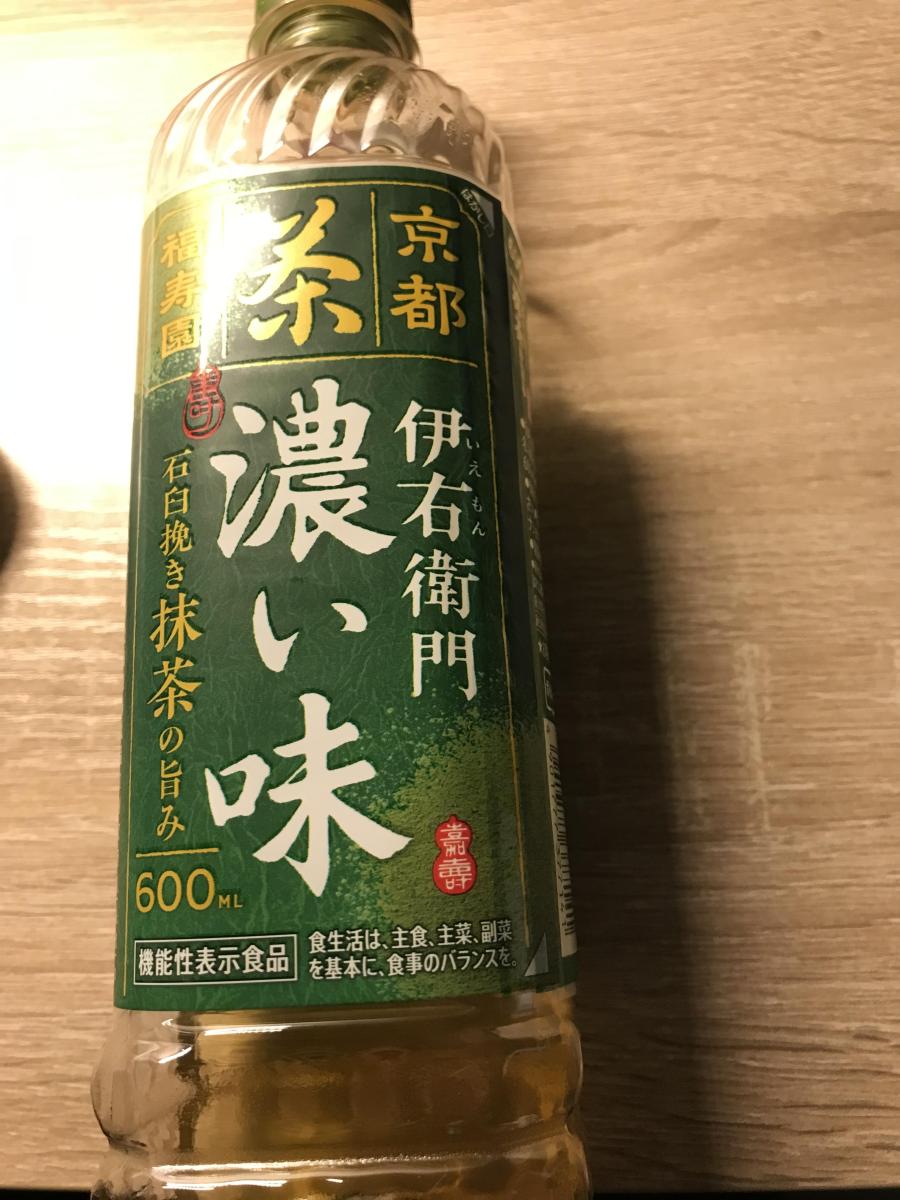 京都
茶
福寿園
伊右衛門
いえもん
濃い味
石臼挽き抹茶の旨み
600ML
嘉壽
機能性表示食品
食生活は、主食、主菜、副菜
を基本に、食事のバランスを。